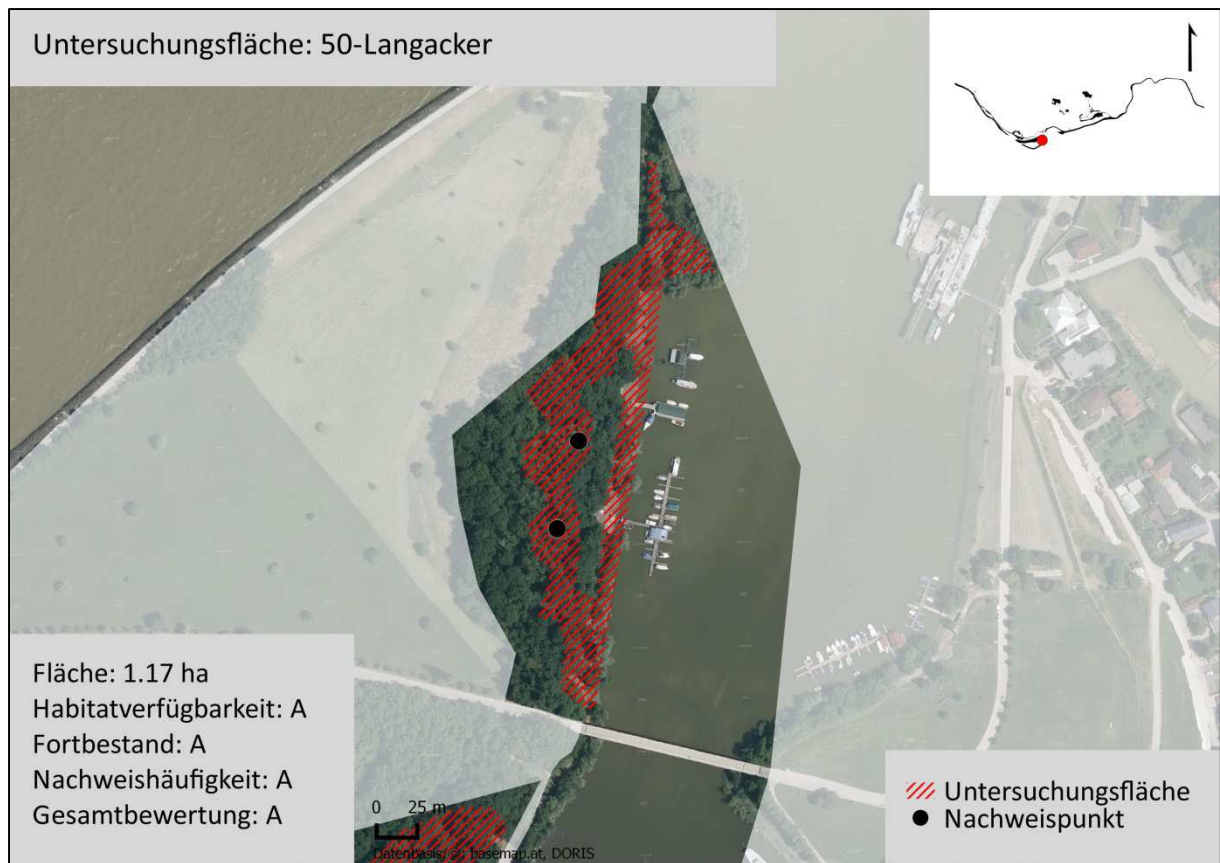 Untersuchungsfläche: 50-Langacker
Fläche: 1.17 ha
Habitatverfügbarkeit: A
Fortbestand: A
Nachweishäufigkeit: A
Gesamtbewertung: A
0 25 m
Datenbasis: ©: basemap.at, DORIS
Untersuchungsfläche
Nachweispunkt